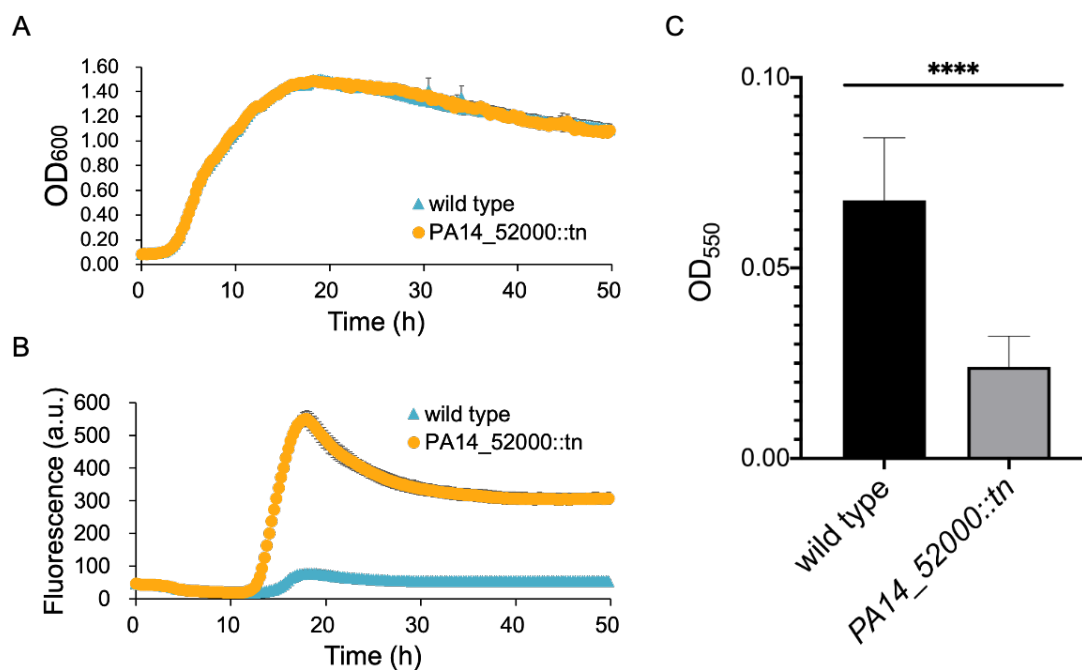 A
OD600
1.60
1.40
1.20
1.00
0.80
0.60
0.40
0.20
0.00
wild type
PA14_52000::tn
0 10 20 30 40 50
Time (h)
B
Fluorescence (a.u.)
600
500
400
300
200
100
0
wild type
PA14_52000::tn
0 10 20 30 40 50
Time (h)
C
****
OD550
0.10
0.05
0.00
wild type
PA14_52000::tn